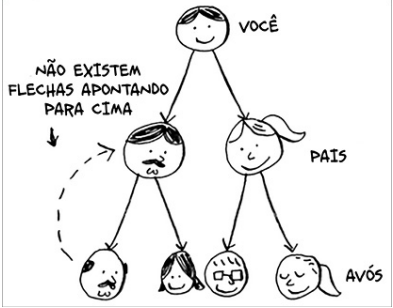 VOCÊ
NÃO EXISTEM
FLECHAS APONTANDO
PARA CIMA
PAIS
AVÓS